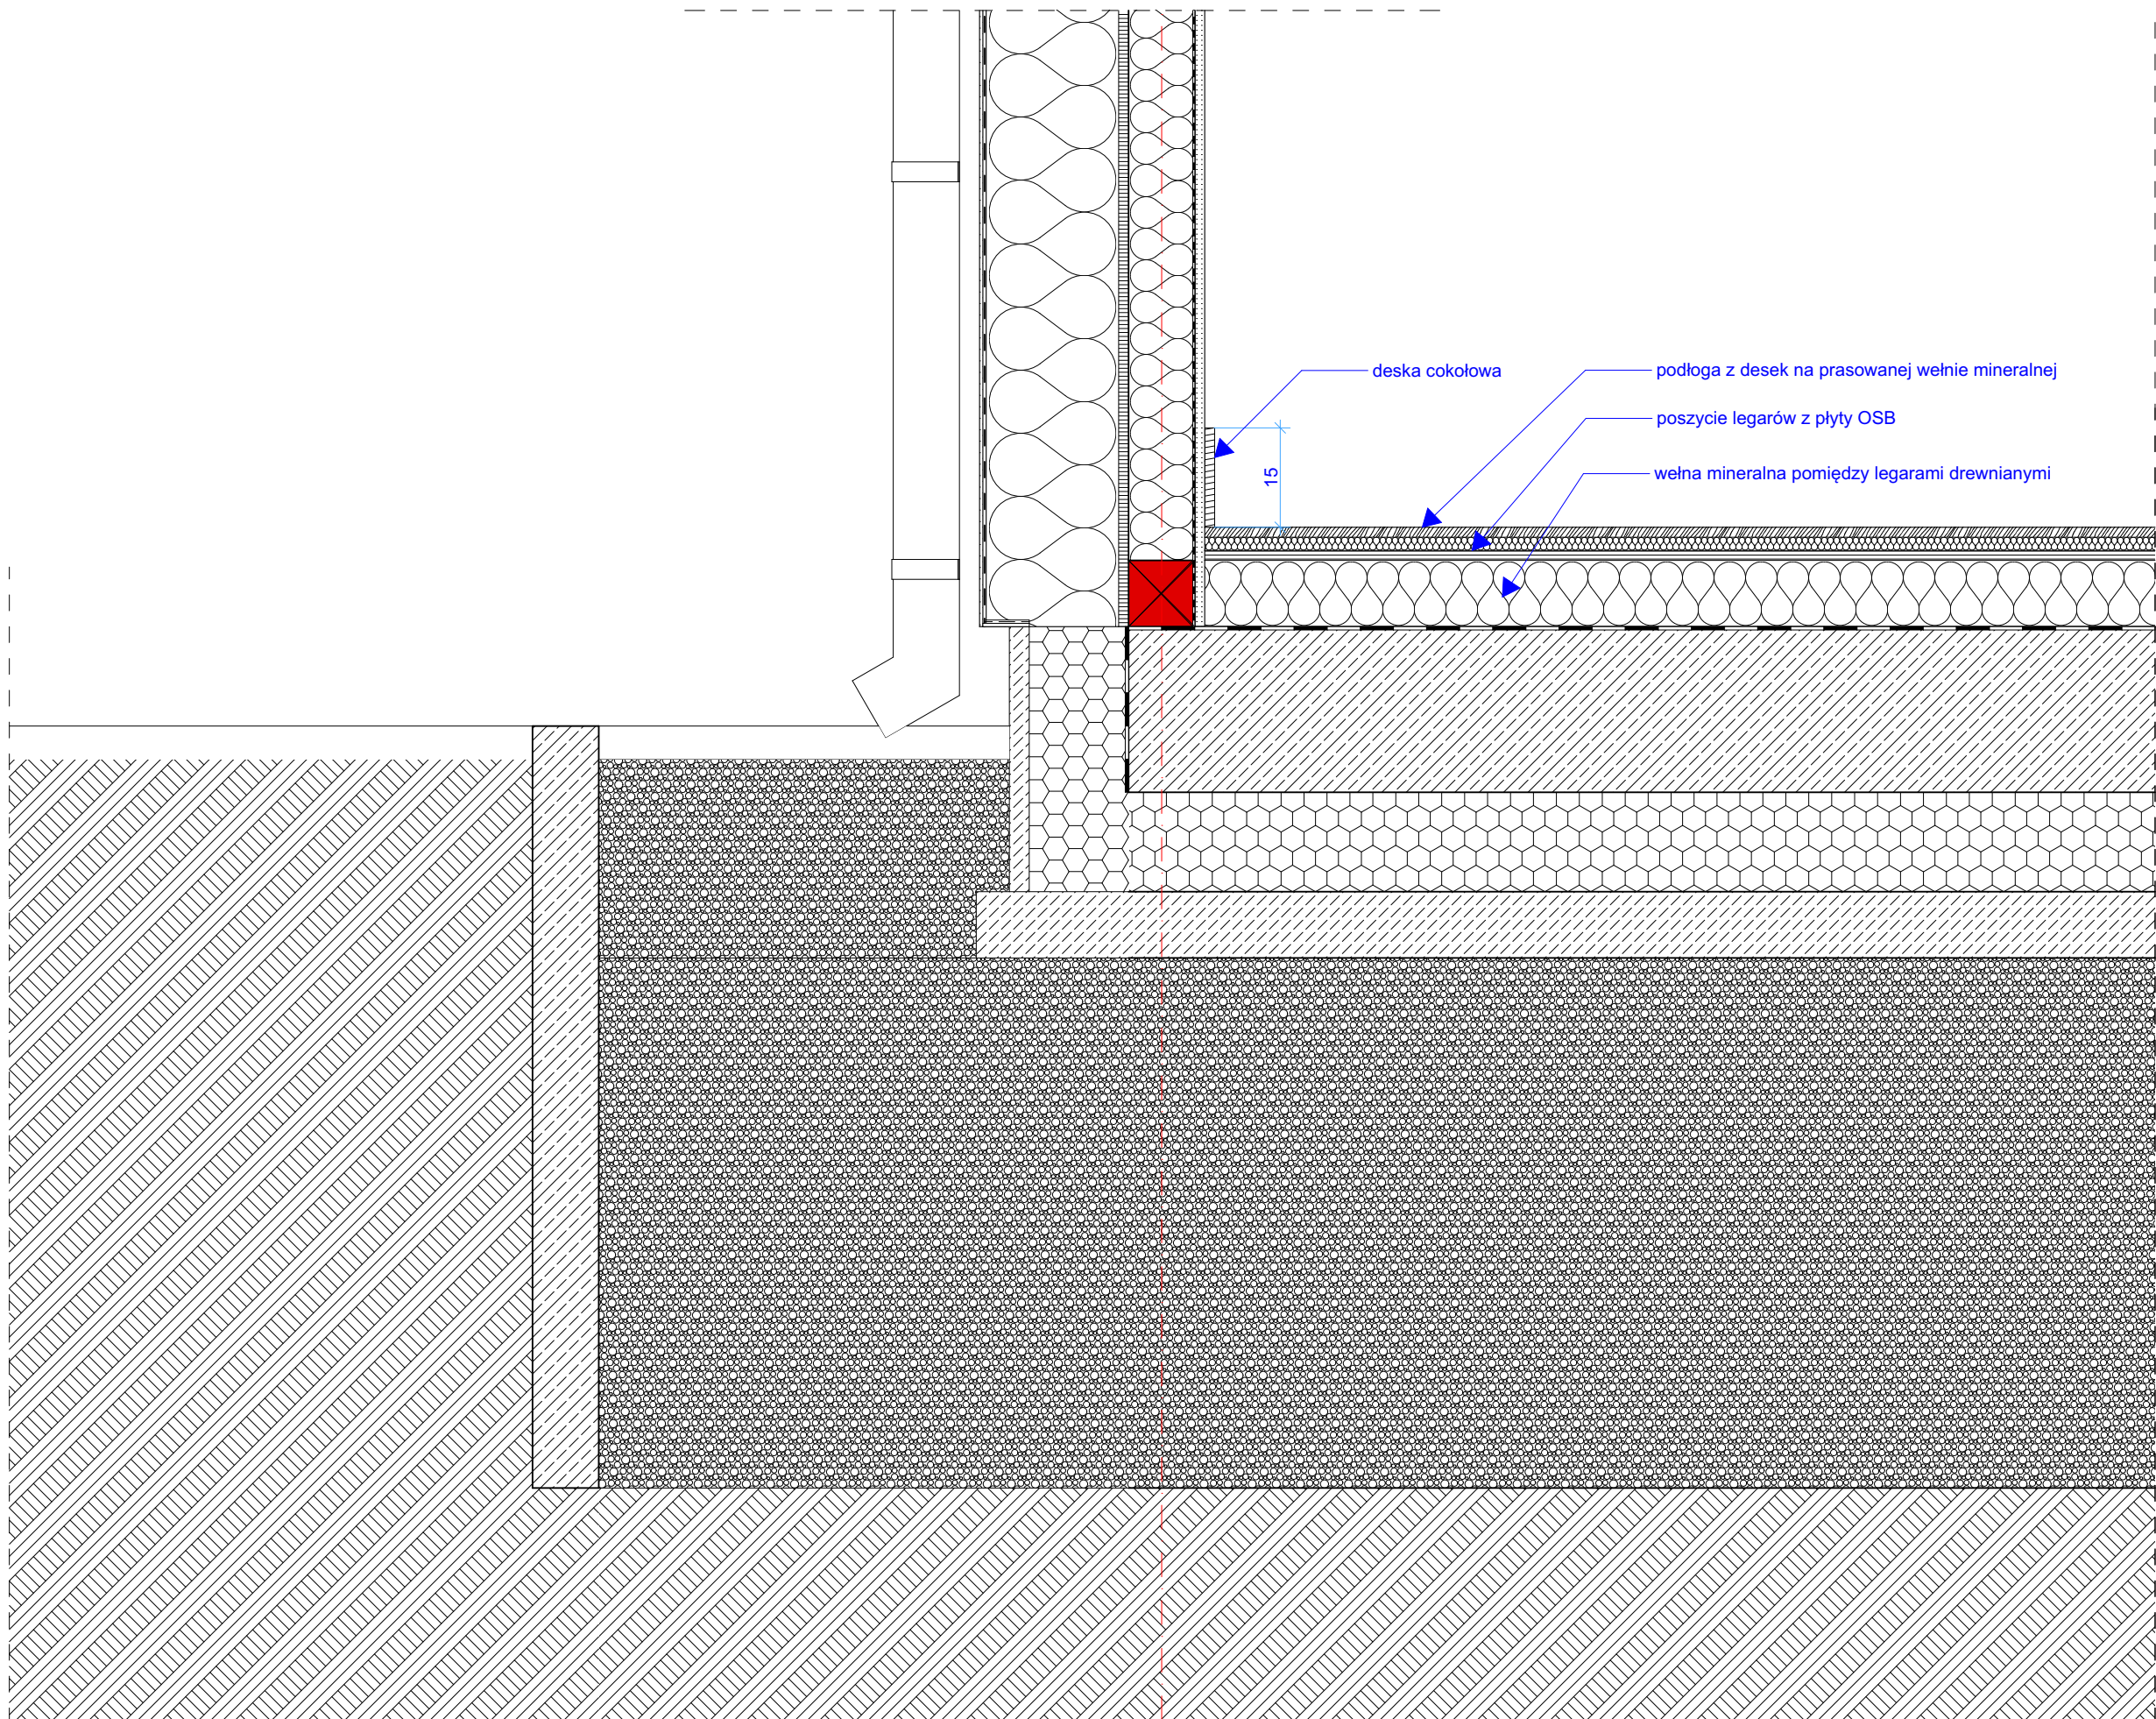 deska cokołowa
podłoga z desek na prasowanej wełnie mineralnej
poszycie legarów z płyty OSB
wełna mineralna pomiędzy legarami drewnianymi
15